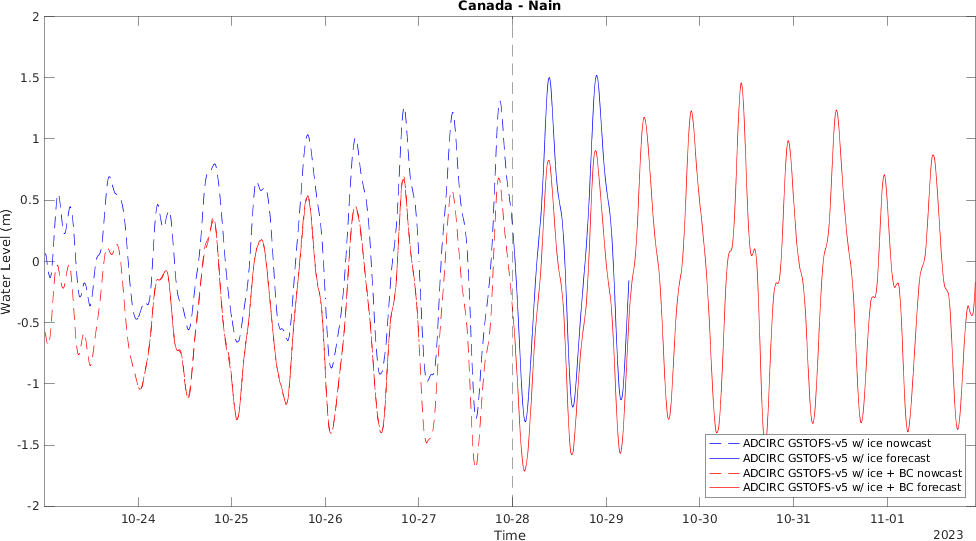 Canada - Nain
Water Level (m)
2
1.5
1
0.5
0
-0.5
-1
-1.5
-2
10-24 10-25 10-26 10-27 10-28 10-29 10-30 10-31 11-01
Time
2023
ADCIRC GSTOFS-v5 w/ ice nowcast
ADCIRC GSTOFS-v5 w/ ice forecast
ADCIRC GSTOFS-v5 w/ ice + BC nowcast
ADCIRC GSTOFS-v5 w/ ice + BC forecast